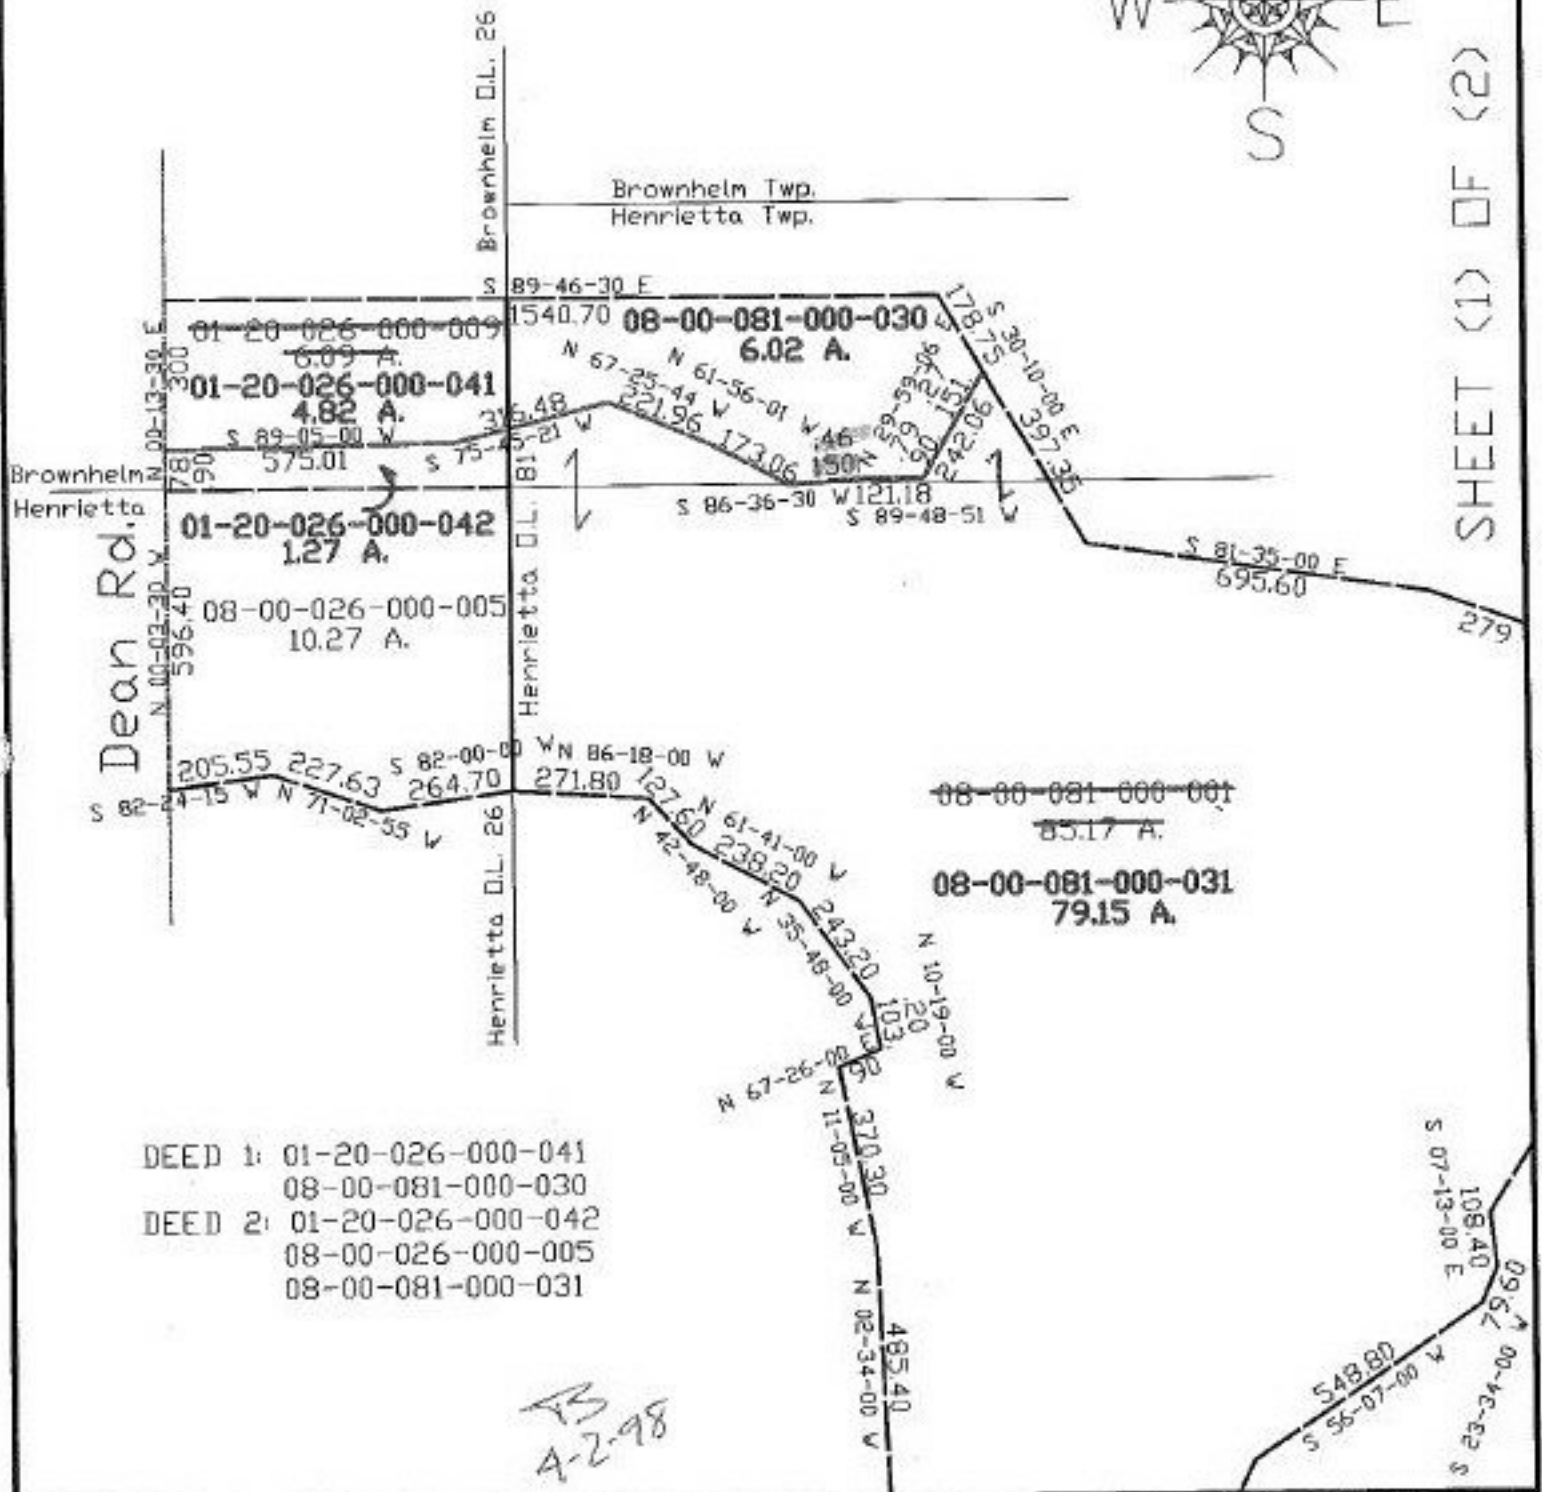 W E
S
SHEET (1) OF (2)
Brownhelm O.L. 26
Brownhelm Twp.
Henrietta Twp.
S 89-46-30 E
1540.70
08-00-081-000-030
6.02 A.
01-20-026-000-009
6.09 A.
01-20-026-000-041
4.82 A.
N 00-13-30 E
300
S 89-05-00 W
575.01
316.48
S 75-45-21 W
N 67-25-44 W
221.96
N 61-56-01 W
173.06
.46
150
N 29-59-06 E
151
90
242.06
178.75
S 30-10-00 E
397.35
S 86-36-30 W
121.18
S 89-48-51 W
Brownhelm
Henrietta
78
90
01-20-026-000-042
1.27 A.
Henrietta O.L. 81
08-00-026-000-005
10.27 A.
Dean Rd.
N 00-03-30 W
596.40
S 81-35-00 E
695.60
279
205.55
S 82-24-15 W
227.63
N 71-02-55 W
S 82-00-00 W
264.70
N 86-18-00 W
271.80
127.60
N 42-48-00 W
N 61-41-00 W
238.20
243.20
N 35-48-00 W
N 10-19-00 W
103
.20
N 67-26-00 E
90
Henrietta O.L. 26
08-00-081-000-001
85.17 A.
08-00-081-000-031
79.15 A.
370.30
N 11-05-00 W
N 02-34-00 W
485.40
DEED 1: 01-20-026-000-041
08-00-081-000-030
DEED 2: 01-20-026-000-042
08-00-026-000-005
08-00-081-000-031
S 07-13-00 E
108.40
79.60
S 23-34-00 W
548.80
S 56-07-00 W
4-2-98